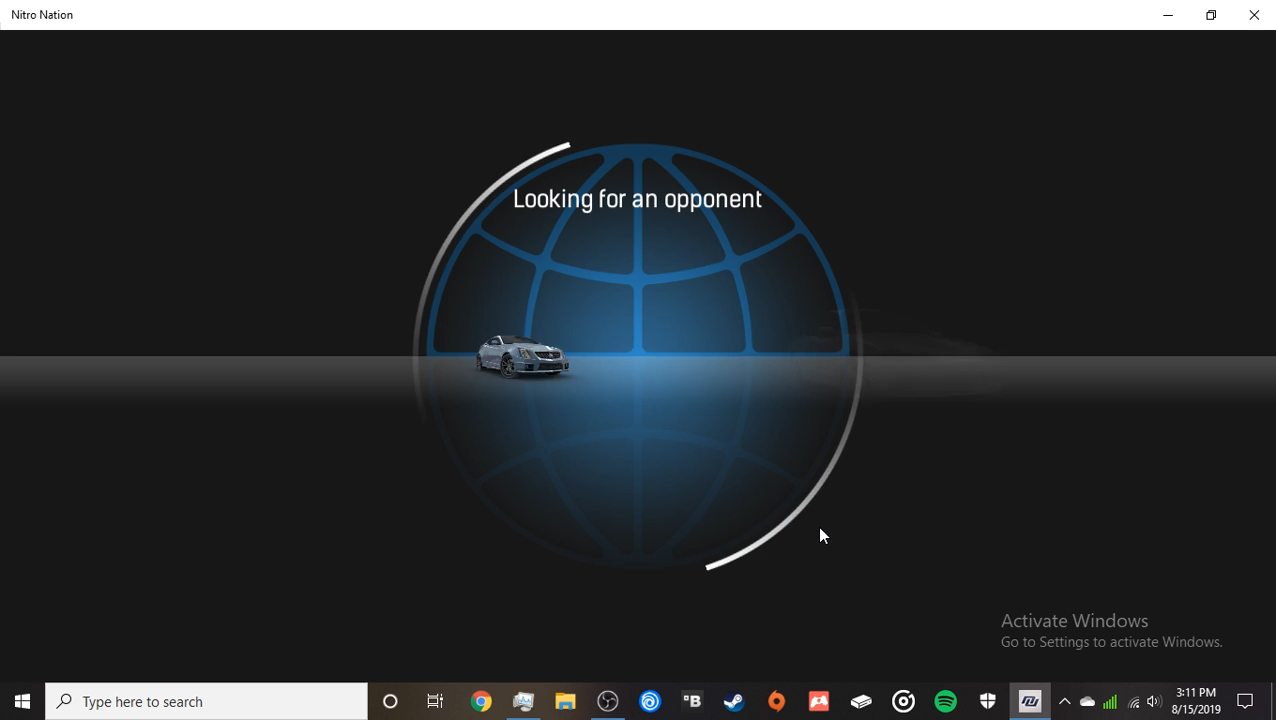 Nitro Nation
Looking for an opponent
Activate Windows
Go to Settings to activate Windows.
Type here to search
B
3:11 PM
8/15/2019